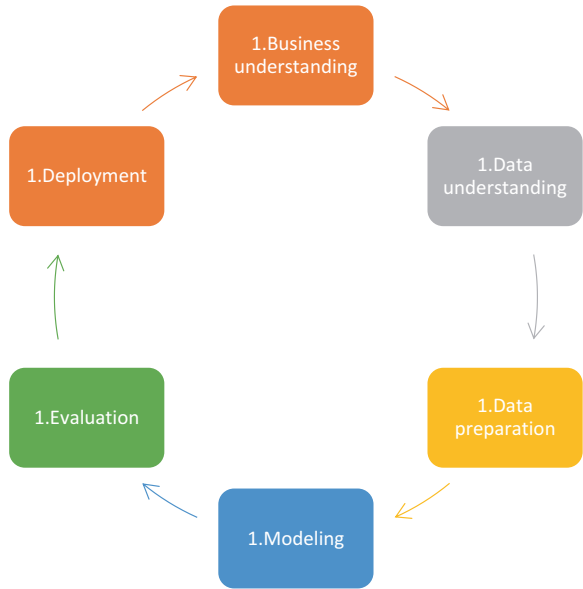 1.Business
understanding
1.Data
understanding
1.Data
preparation
1.Modeling
1.Evaluation
1.Deployment